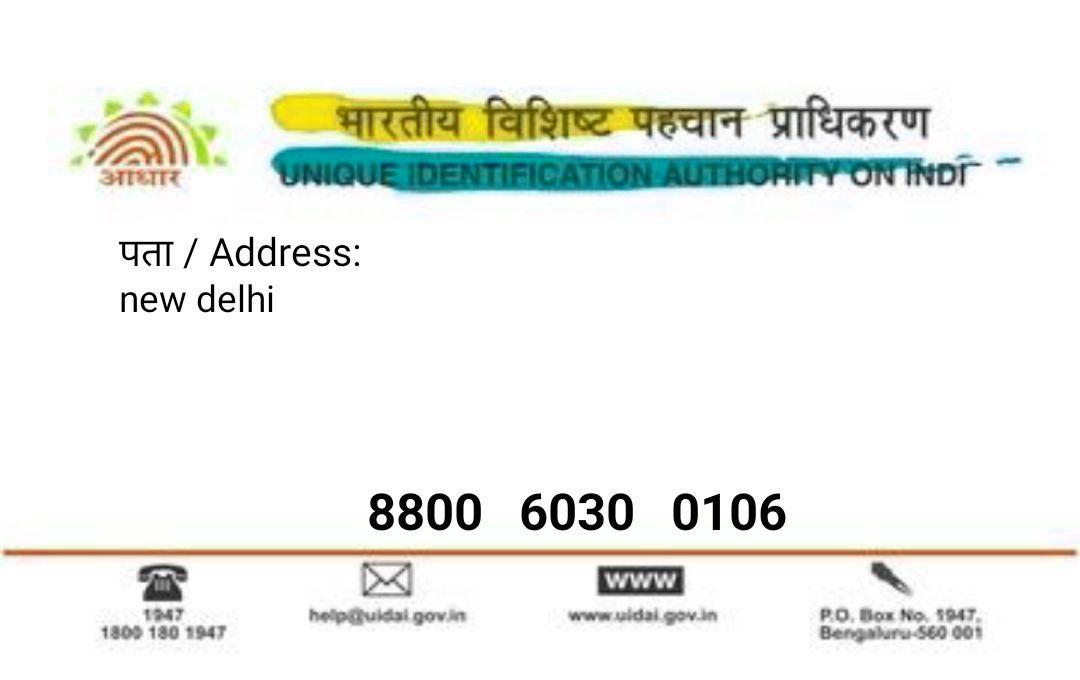 आधार
भारतीय विशिष्ट पहचान प्राधिकरण
UNIQUE IDENTIFICATION AUTHORITY ON INDI
पता / Address:
new delhi
8800 6030 0106
1947
1800 180 1947
help@uidai.gov.in
WWW
www.uidai.gov.in
P.O. Box No. 1947,
Bengaluru-560 001